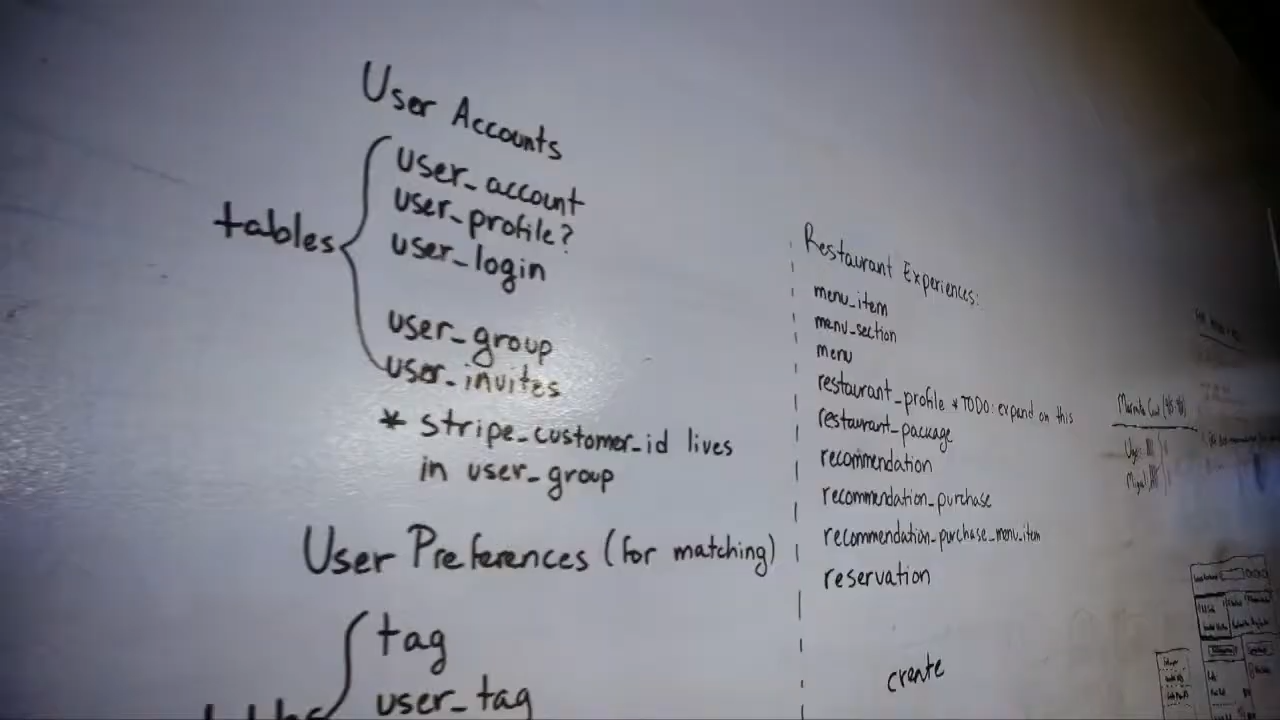 User Accounts
tables
user_account
user_profile?
user_login
user_group
user_invites
* stripe_customer_id lives
in user_group
User Preferences (for matching)
tag
user_tag
Restaurant Experiences:
menu_item
menu_section
menu
restaurant_profile * TODO: expand on this
restaurant_package
recommendation
recommendation_purchase
recommendation_purchase_menu_item
reservation
create